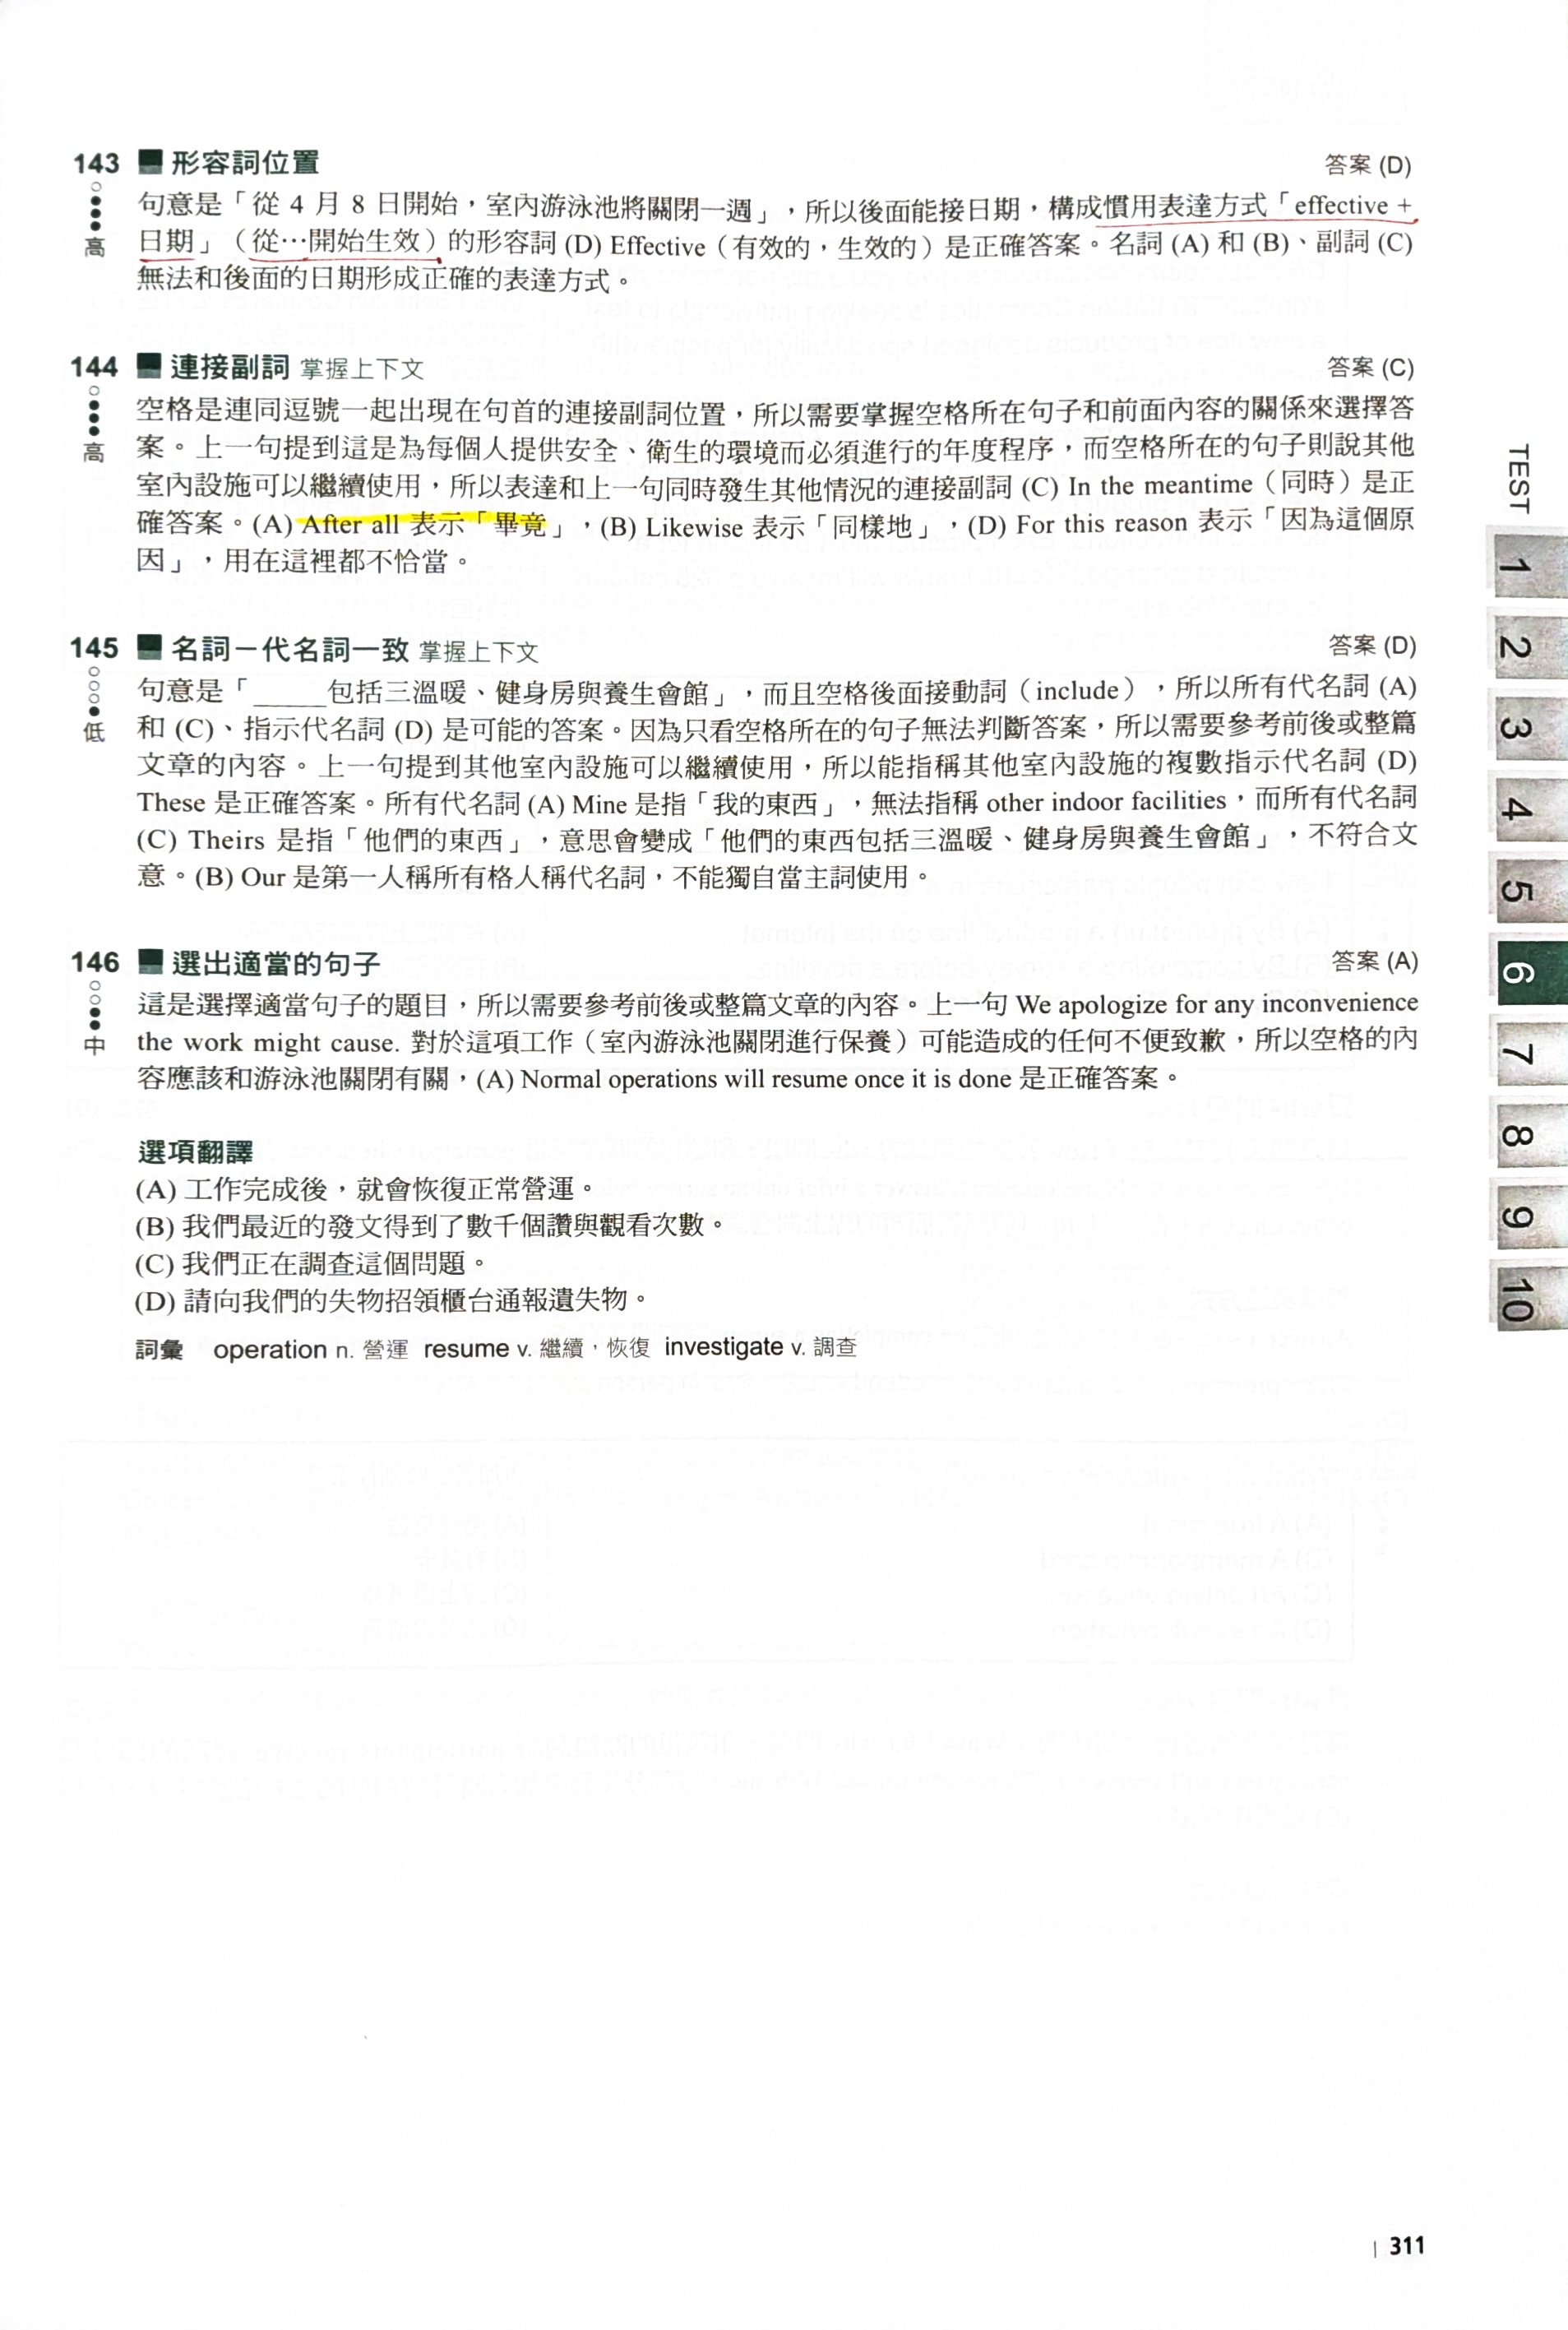 143 ■ 形容詞位置 答案 (D)
高
句意是「從 4 月 8 日開始，室內游泳池將關閉一週」，所以後面能接日期，構成慣用表達方式「effective +
日期」（從…開始生效）的形容詞 (D) Effective（有效的，生效的）是正確答案。名詞 (A) 和 (B)、副詞 (C)
無法和後面的日期形成正確的表達方式。
144 ■ 連接副詞 掌握上下文 答案 (C)
高
空格是連同逗號一起出現在句首的連接副詞位置，所以需要掌握空格所在句子和前面內容的關係來選擇答
案。上一句提到這是為每個人提供安全、衛生的環境而必須進行的年度程序，而空格所在的句子則說其他
室內設施可以繼續使用，所以表達和上一句同時發生其他情況的連接副詞 (C) In the meantime（同時）是正
確答案。(A) After all 表示「畢竟」，(B) Likewise 表示「同樣地」，(D) For this reason 表示「因為這個原
因」，用在這裡都不恰當。
145 ■ 名詞－代名詞一致 掌握上下文 答案 (D)
低
句意是「_____包括三溫暖、健身房與養生會館」，而且空格後面接動詞（include），所以所有代名詞 (A)
和 (C)、指示代名詞 (D) 是可能的答案。因為只看空格所在的句子無法判斷答案，所以需要參考前後或整篇
文章的內容。上一句提到其他室內設施可以繼續使用，所以能指稱其他室內設施的複數指示代名詞 (D)
These 是正確答案。所有代名詞 (A) Mine 是指「我的東西」，無法指稱 other indoor facilities，而所有代名詞
(C) Theirs 是指「他們的東西」，意思會變成「他們的東西包括三溫暖、健身房與養生會館」，不符合文
意。(B) Our 是第一人稱所有格人稱代名詞，不能獨自當主詞使用。
146 ■ 選出適當的句子 答案 (A)
中
這是選擇適當句子的題目，所以需要參考前後或整篇文章的內容。上一句 We apologize for any inconvenience
the work might cause. 對於這項工作（室內游泳池關閉進行保養）可能造成的任何不便致歉，所以空格的內
容應該和游泳池關閉有關，(A) Normal operations will resume once it is done 是正確答案。
選項翻譯
(A) 工作完成後，就會恢復正常營運。
(B) 我們最近的發文得到了數千個讚與觀看次數。
(C) 我們正在調查這個問題。
(D) 請向我們的失物招領櫃台通報遺失物。
詞彙 operation n. 營運 resume v. 繼續，恢復 investigate v. 調查
TEST
1
2
3
4
5
6
7
8
9
10
311